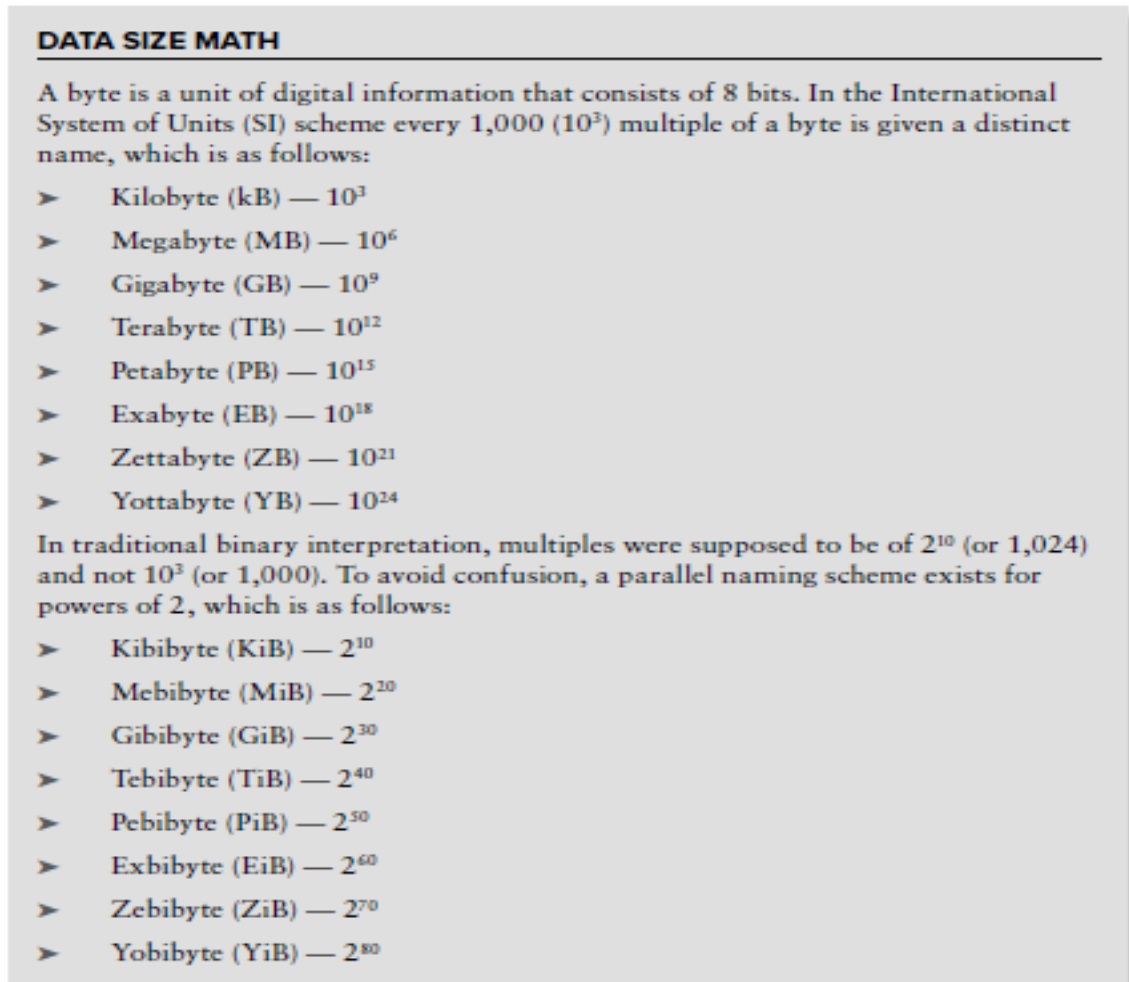 DATA SIZE MATH
A byte is a unit of digital information that consists of 8 bits. In the International
System of Units (SI) scheme every 1,000 (10³) multiple of a byte is given a distinct
name, which is as follows:
➤ Kilobyte (kB) — 10³
➤ Megabyte (MB) — 10⁶
➤ Gigabyte (GB) — 10⁹
➤ Terabyte (TB) — 10¹²
➤ Petabyte (PB) — 10¹⁵
➤ Exabyte (EB) — 10¹⁸
➤ Zettabyte (ZB) — 10²¹
➤ Yottabyte (YB) — 10²⁴
In traditional binary interpretation, multiples were supposed to be of 2¹⁰ (or 1,024)
and not 10³ (or 1,000). To avoid confusion, a parallel naming scheme exists for
powers of 2, which is as follows:
➤ Kibibyte (KiB) — 2¹⁰
➤ Mebibyte (MiB) — 2²⁰
➤ Gibibyte (GiB) — 2³⁰
➤ Tebibyte (TiB) — 2⁴⁰
➤ Pebibyte (PiB) — 2⁵⁰
➤ Exbibyte (EiB) — 2⁶⁰
➤ Zebibyte (ZiB) — 2⁷⁰
➤ Yobibyte (YiB) — 2⁸⁰